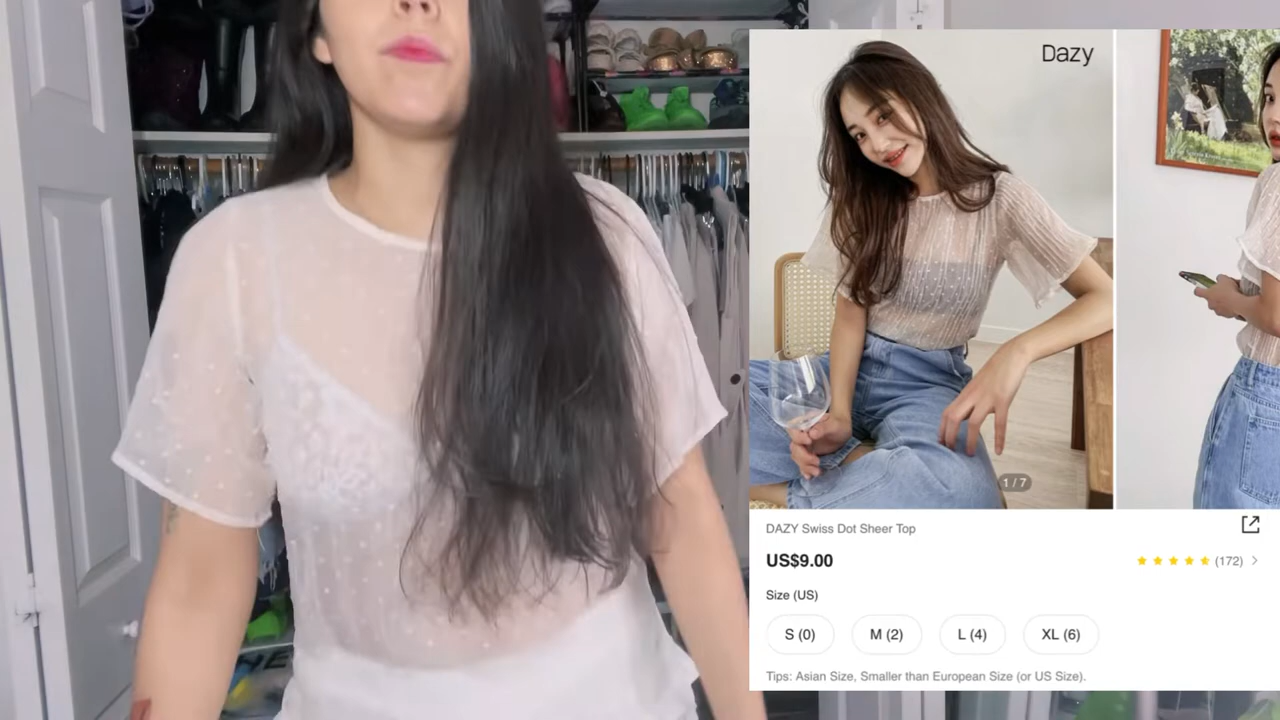 Dazy
1 / 7
DAZY Swiss Dot Sheer Top
US$9.00
(172)
Size (US)
S (0)
M (2)
L (4)
XL (6)
Tips: Asian Size, Smaller than European Size (or US Size).